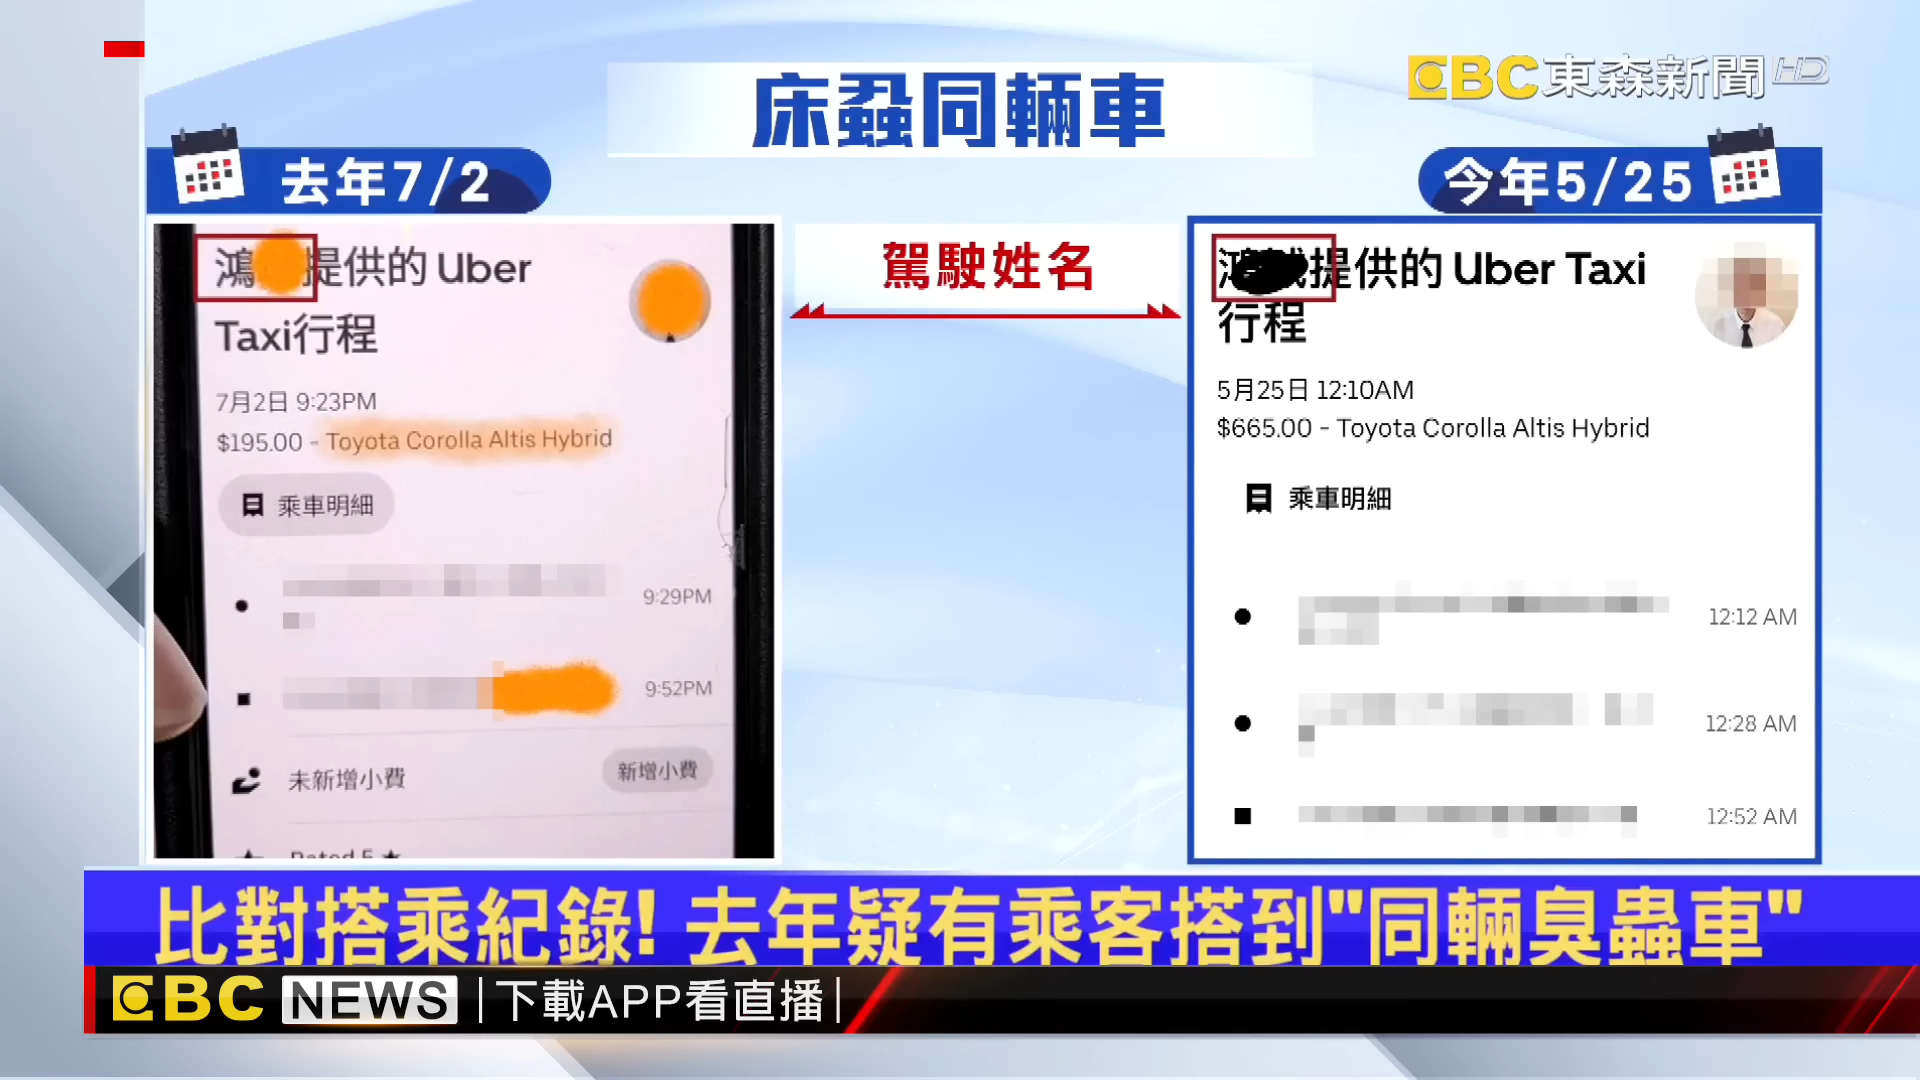 床蝨同輛車
EBC東森新聞HD
去年7/2
今年5/25
鴻 提供的 Uber
Taxi行程
7月2日 9:23PM
$195.00 - Toyota Corolla Altis Hybrid
乘車明細
9:29PM
9:52PM
未新增小費
新增小費
Rated 5 ★
駕駛姓名
提供的 Uber Taxi
行程
5月25日 12:10AM
$665.00 - Toyota Corolla Altis Hybrid
乘車明細
12:12 AM
12:28 AM
12:52 AM
比對搭乘紀錄! 去年疑有乘客搭到"同輛臭蟲車"
EBC NEWS |下載APP看直播|